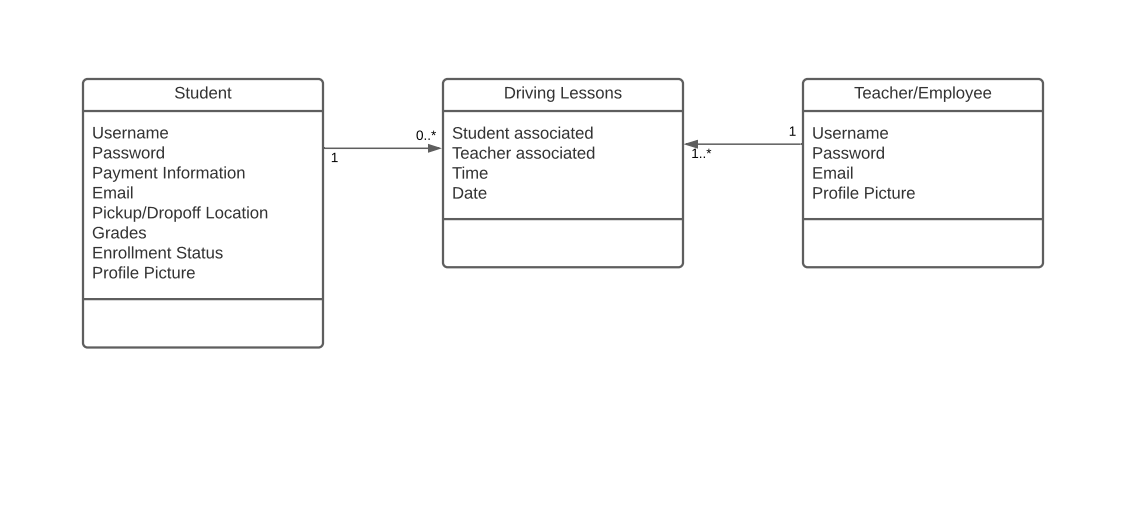 Student
Username
Password
Payment Information
Email
Pickup/Dropoff Location
Grades
Enrollment Status
Profile Picture
1
0..*
Driving Lessons
Student associated
Teacher associated
Time
Date
1..*
1
Teacher/Employee
Username
Password
Email
Profile Picture